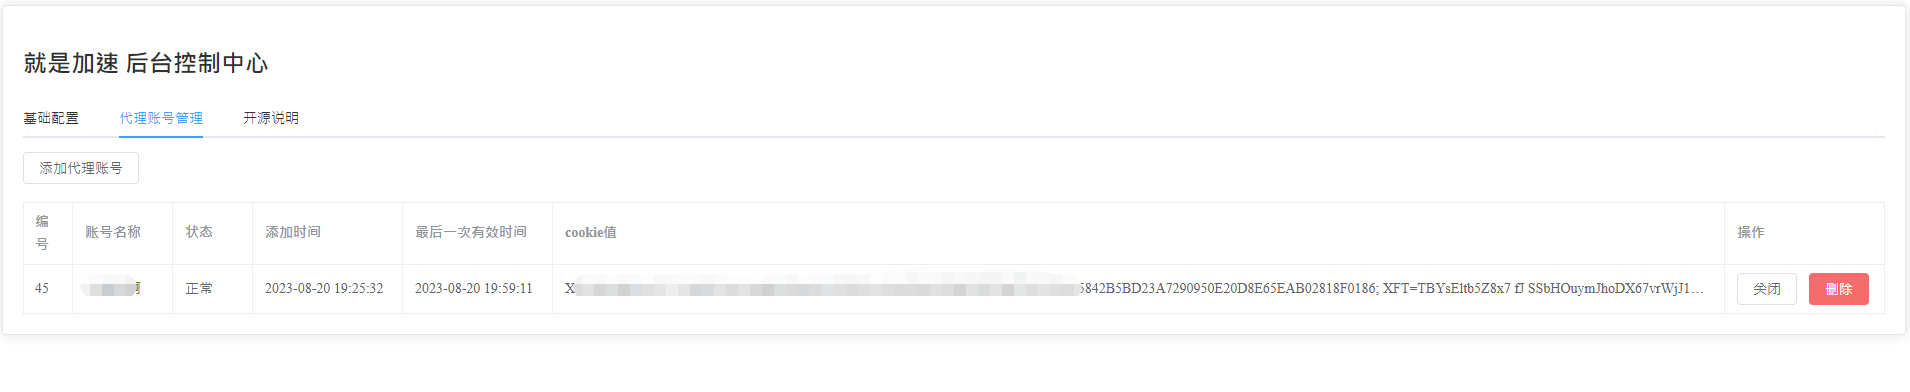 就是加速 后台控制中心
基础配置 代理账号管理 开源说明
添加代理账号
编号 账号名称 状态 添加时间 最后一次有效时间 cookie值 操作
45 正常 2023-08-20 19:25:32 2023-08-20 19:59:11 X 5842B5BD23A7290950E20D8E65EAB02818F0186; XFT=TBYsEltb5Z8x7 fJ SSbHOuymJhoDX67vrWjJ1... 关闭 删除